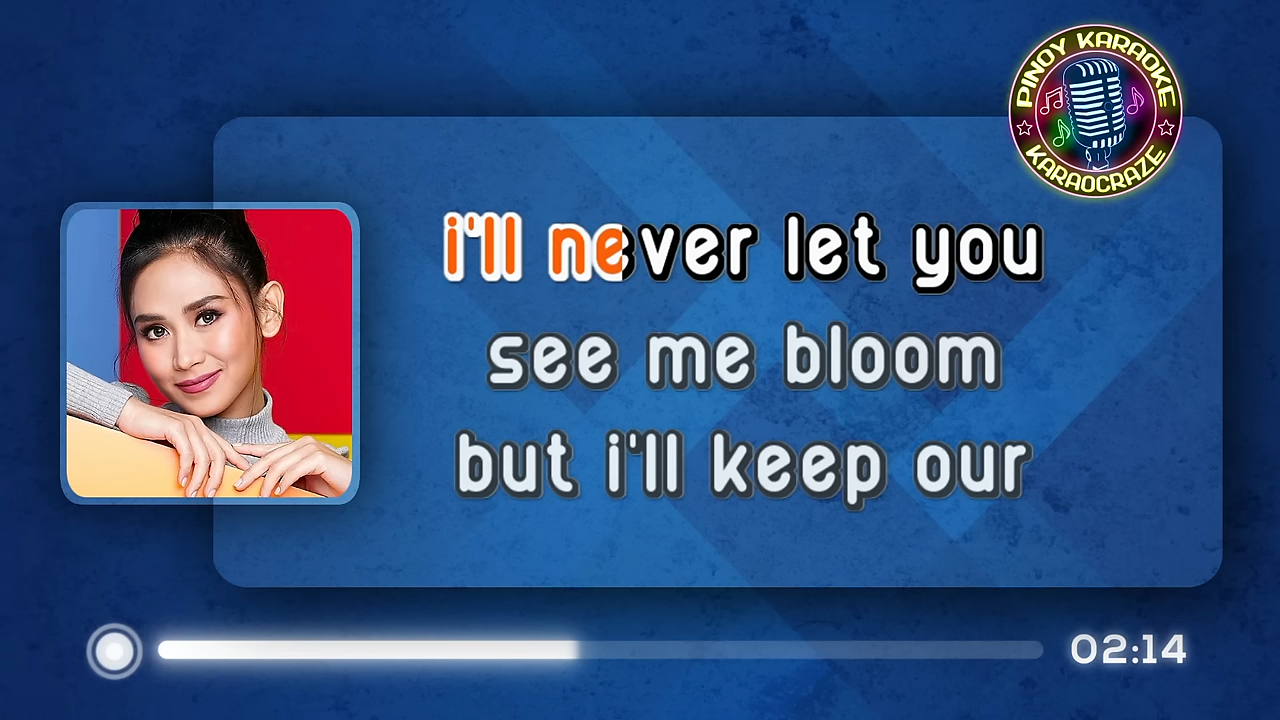 PINOY KARAOKE
KARAOCRAZE
i'll never let you
see me bloom
but i'll keep our
02:14